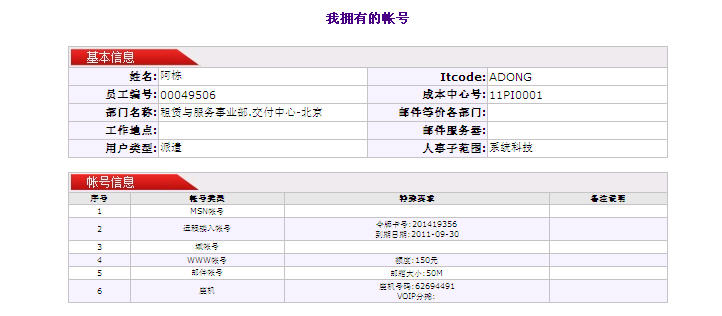 我拥有的帐号
基本信息
姓名: 阿栋 Itcode: ADONG
员工编号: 00049506 成本中心号: 11PI0001
部门名称: 租赁与服务事业部.交付中心-北京 邮件等价各部门:
工作地点: 邮件服务器:
用户类型: 派遣 人事子范围: 系统科技
帐号信息
序号 帐号类型 特殊要求 备注说明
1 MSN帐号
2 远程接入帐号 令牌卡号:201419356
到期日期:2011-09-30
3 域帐号
4 WWW帐号 额度:150元
5 邮件帐号 邮箱大小:50M
6 座机 座机号码:62694491
VOIP分机: